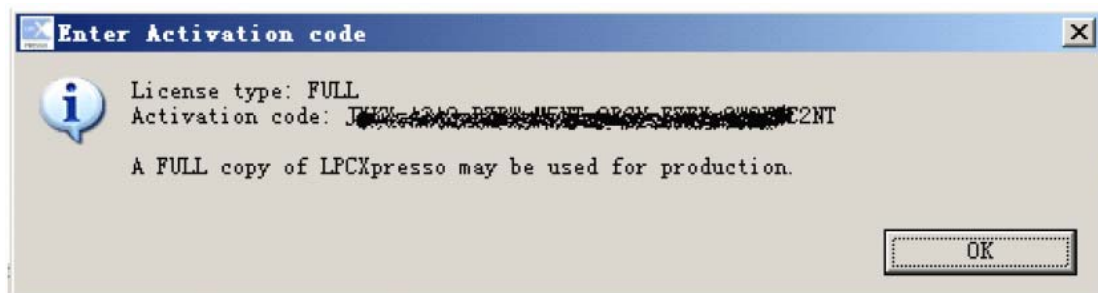 Enter Activation code
License type: FULL
Activation code:
A FULL copy of LPCXpresso may be used for production.
OK